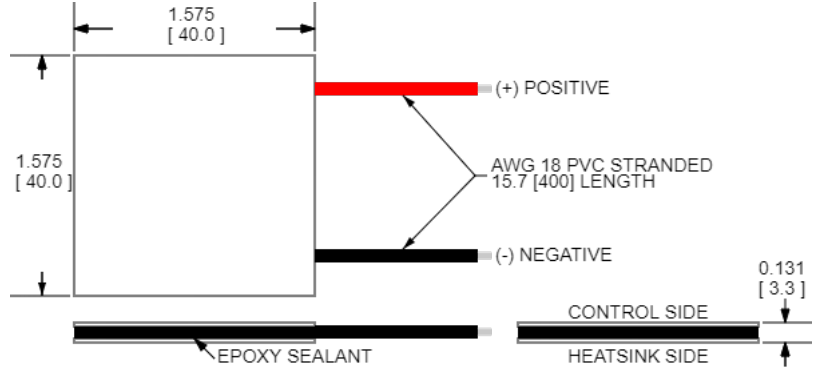 1.575
[ 40.0 ]
(+) POSITIVE
1.575
[ 40.0 ]
AWG 18 PVC STRANDED
15.7 [400] LENGTH
(-) NEGATIVE
0.131
[ 3.3 ]
CONTROL SIDE
EPOXY SEALANT
HEATSINK SIDE